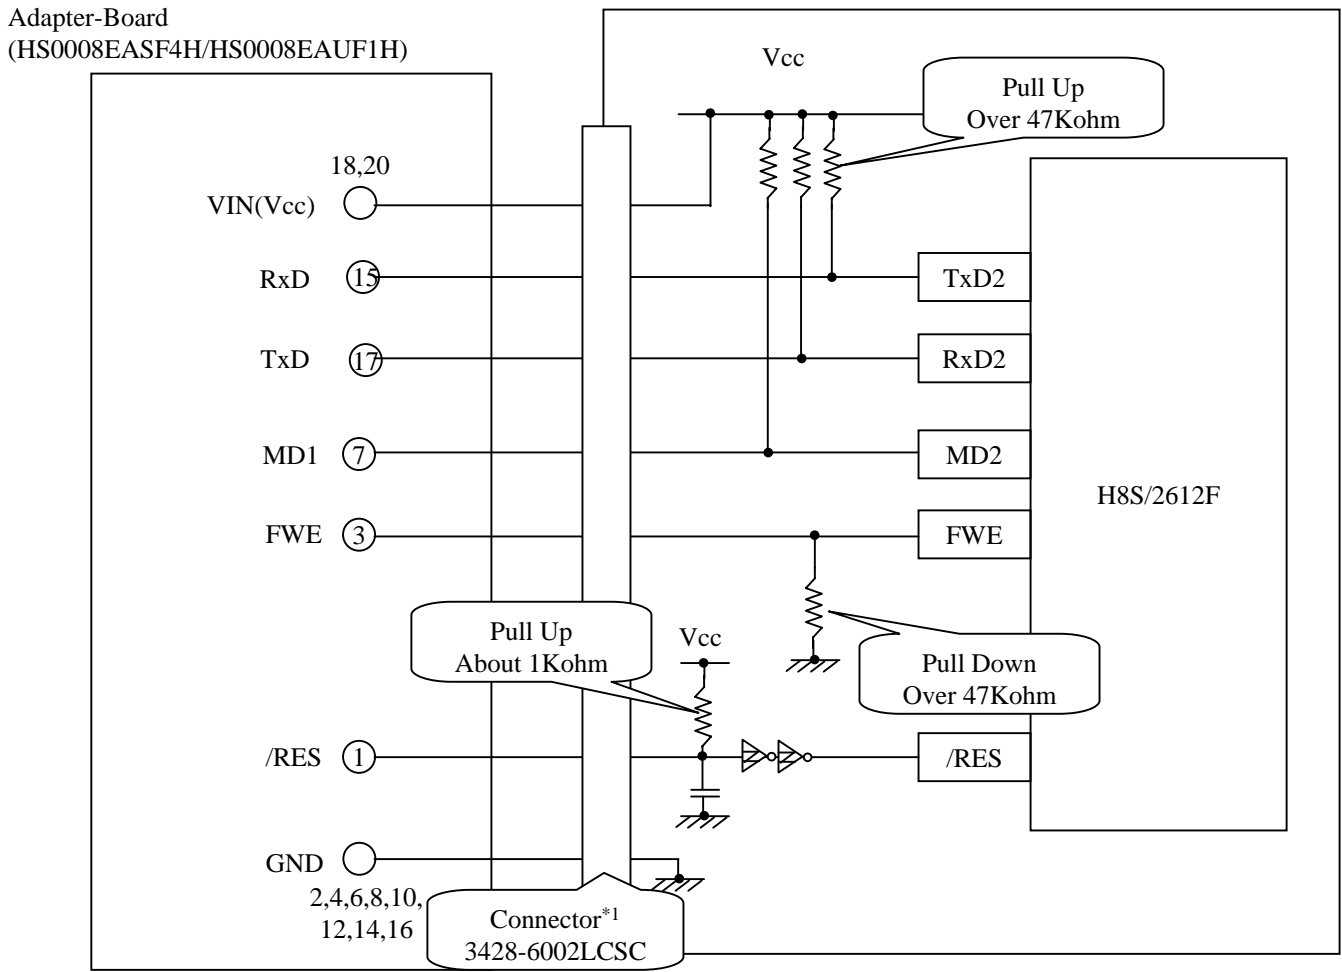 Adapter-Board
(HS0008EASF4H/HS0008EAUF1H)
Vcc
Pull Up
Over 47Kohm
18,20
VIN(Vcc)
RxD 15 TxD2
TxD 17 RxD2
MD1 7 MD2
H8S/2612F
FWE 3 FWE
Pull Up
About 1Kohm
Vcc
Pull Down
Over 47Kohm
/RES 1 /RES
GND
2,4,6,8,10,
12,14,16
Connector*1
3428-6002LCSC